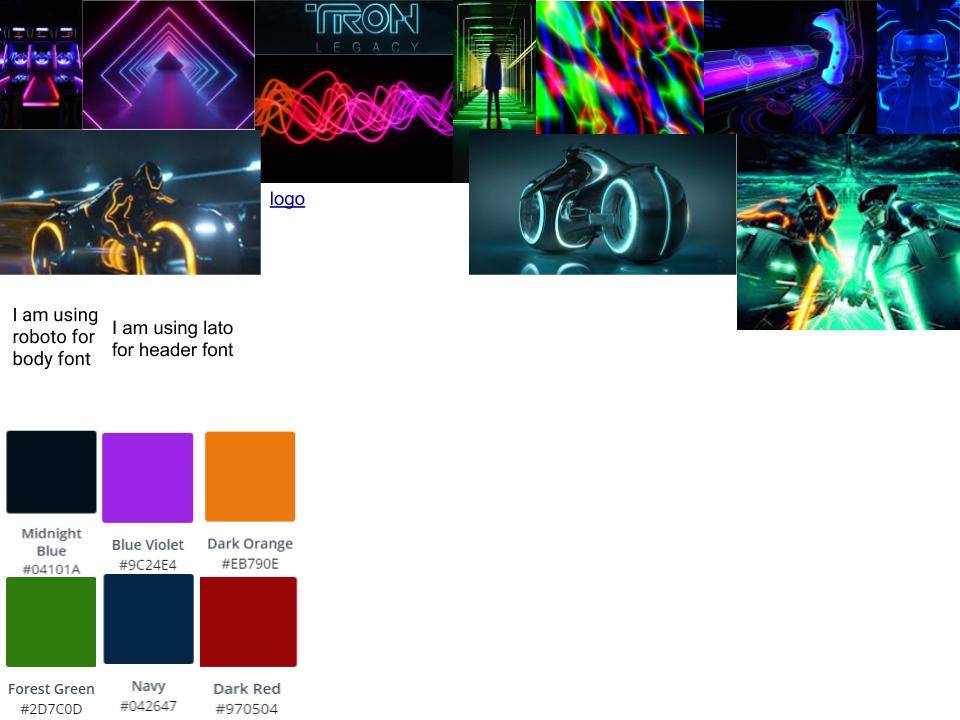 TRON
LEGACY
logo
I am using
roboto for
body font
I am using lato
for header font
Midnight
Blue
#04101A
Blue Violet
#9C24E4
Dark Orange
#EB790E
Forest Green
#2D7C0D
Navy
#042647
Dark Red
#970504